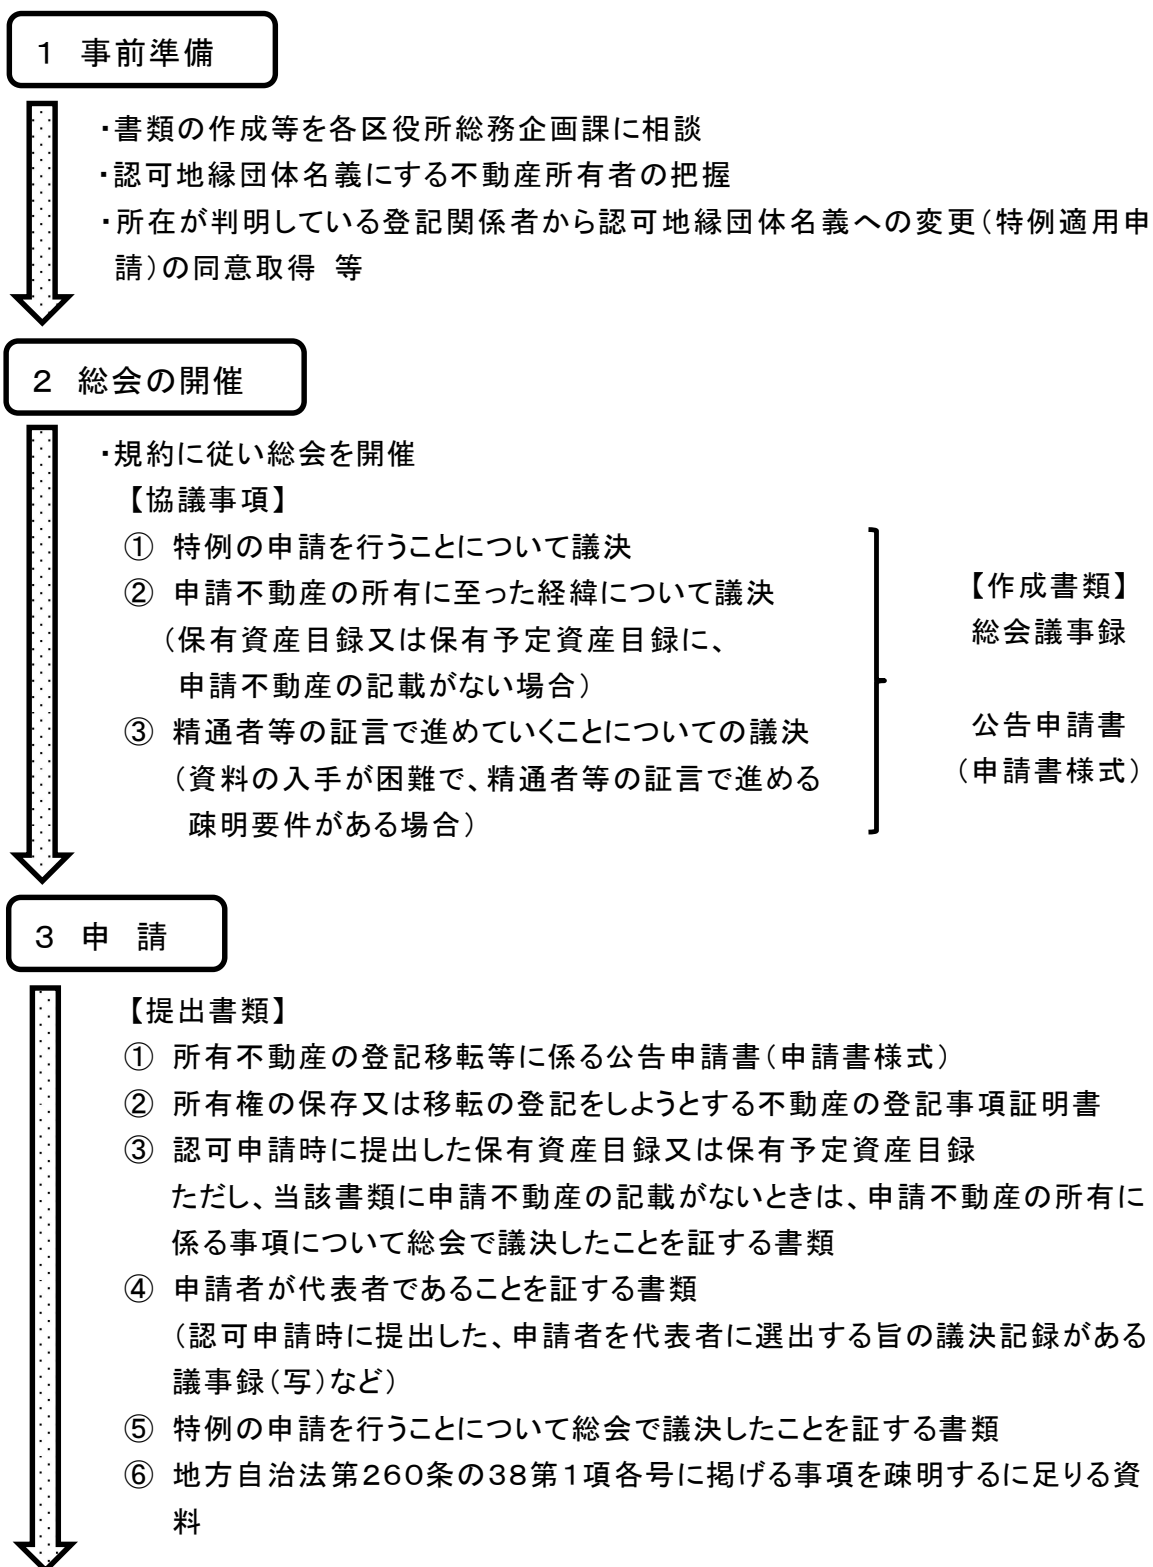 １ 事前準備
・書類の作成等を各区役所総務企画課に相談
・認可地縁団体名義にする不動産所有者の把握
・所在が判明している登記関係者から認可地縁団体名義への変更（特例適用申
請）の同意取得 等
２ 総会の開催
・規約に従い総会を開催
【協議事項】
① 特例の申請を行うことについて議決
② 申請不動産の所有に至った経緯について議決
（保有資産目録又は保有予定資産目録に、
申請不動産の記載がない場合）
③ 精通者等の証言で進めていくことについての議決
（資料の入手が困難で、精通者等の証言で進める
疎明要件がある場合）
【作成書類】
総会議事録
公告申請書
（申請書様式）
３ 申 請
【提出書類】
① 所有不動産の登記移転等に係る公告申請書（申請書様式）
② 所有権の保存又は移転の登記をしようとする不動産の登記事項証明書
③ 認可申請時に提出した保有資産目録又は保有予定資産目録
ただし、当該書類に申請不動産の記載がないときは、申請不動産の所有に
係る事項について総会で議決したことを証する書類
④ 申請者が代表者であることを証する書類
（認可申請時に提出した、申請者を代表者に選出する旨の議決記録がある
議事録（写）など）
⑤ 特例の申請を行うことについて総会で議決したことを証する書類
⑥ 地方自治法第２６０条の３８第１項各号に掲げる事項を疎明するに足りる資
料